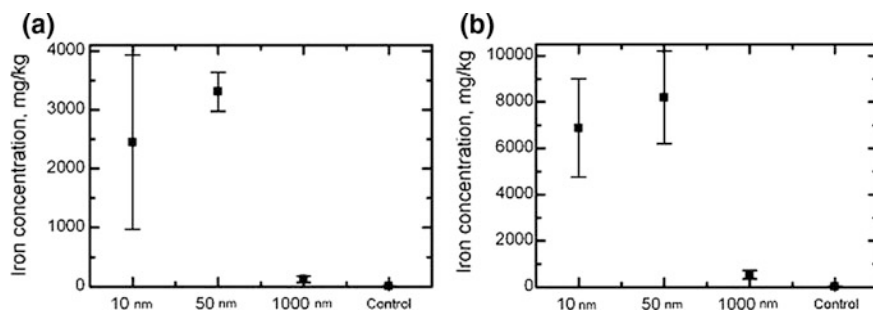 (a)
Iron concentration, mg/kg
4000
3000
2000
1000
0
10 nm 50 nm 1000 nm Control
(b)
Iron concentration, mg/kg
10000
8000
6000
4000
2000
0
10 nm 50 nm 1000 nm Control